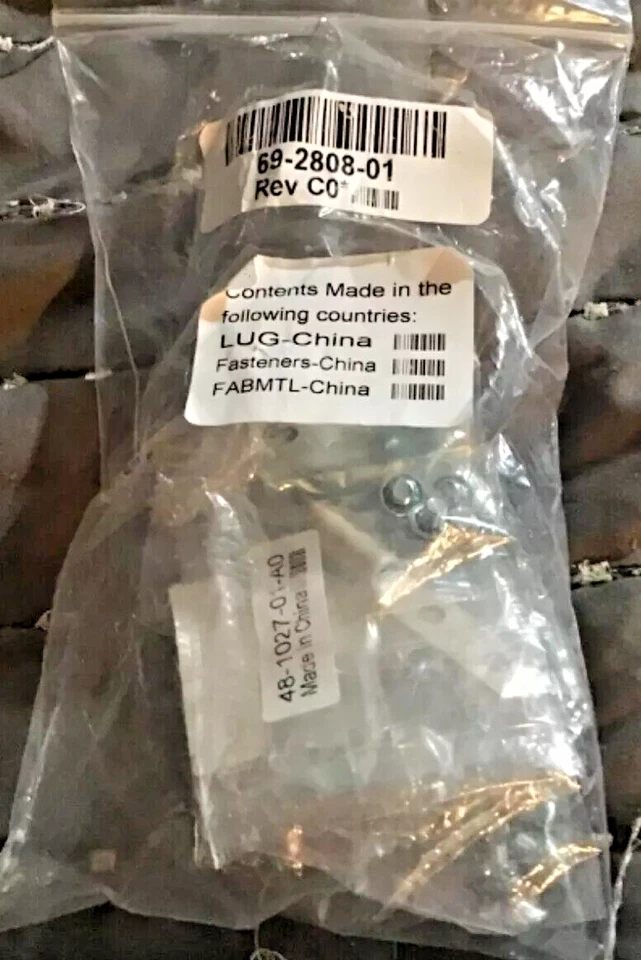 69-2808-01
Rev C0*
Contents Made in the
following countries:
LUG-China
Fasteners-China
FABMTL-China
48-1027-01-A0
Made in China